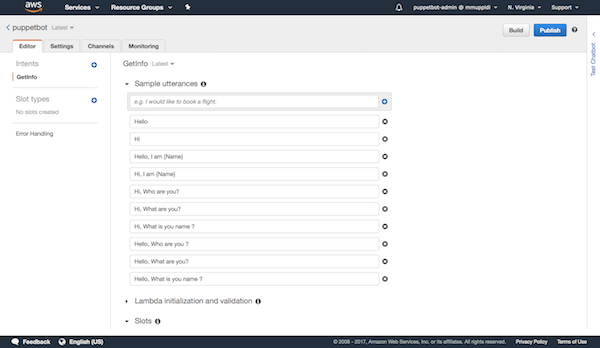 aws
Services
Resource Groups
puppetbot-admin @ mmuppidi
N. Virginia
Support
puppetbot Latest
Build
Publish
Test Chatbot
Editor
Settings
Channels
Monitoring
Intents
GetInfo
Slot types
No slots created
Error Handling
GetInfo Latest
Sample utterances
e.g. I would like to book a flight.
Hello
Hi
Hello, I am {Name}
Hi, I am {Name}
Hi, Who are you?
Hi, What are you?
Hi, What is you name ?
Hello, Who are you ?
Hello, What are you?
Hello, What is you name ?
Lambda initialization and validation
Slots
Feedback
English (US)
© 2008 - 2017, Amazon Web Services, Inc. or its affiliates. All rights reserved.
Privacy Policy
Terms of Use